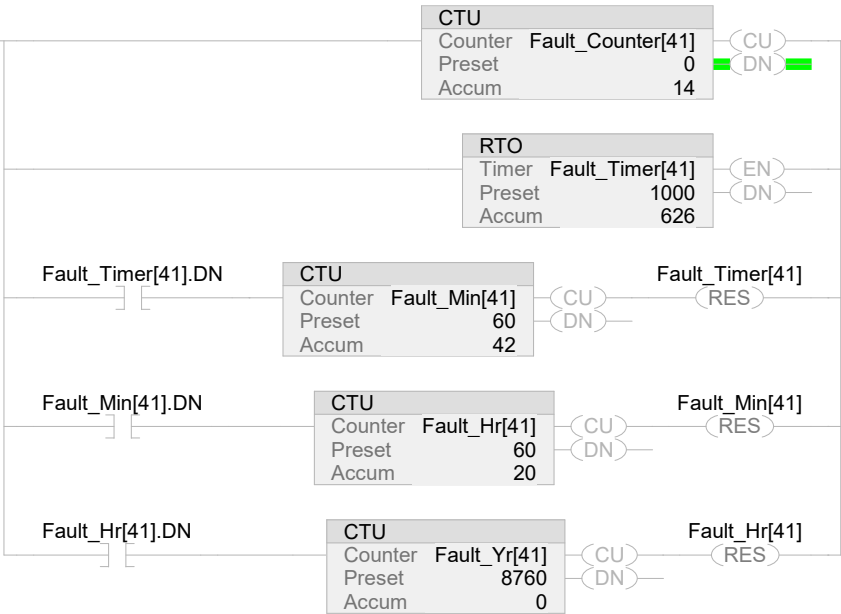 CTU
Counter Fault_Counter[41] CU
Preset 0 DN
Accum 14
RTO
Timer Fault_Timer[41] EN
Preset 1000 DN
Accum 626
Fault_Timer[41].DN CTU Fault_Timer[41]
Counter Fault_Min[41] CU RES
Preset 60 DN
Accum 42
Fault_Min[41].DN CTU Fault_Min[41]
Counter Fault_Hr[41] CU RES
Preset 60 DN
Accum 20
Fault_Hr[41].DN CTU Fault_Hr[41]
Counter Fault_Yr[41] CU RES
Preset 8760 DN
Accum 0